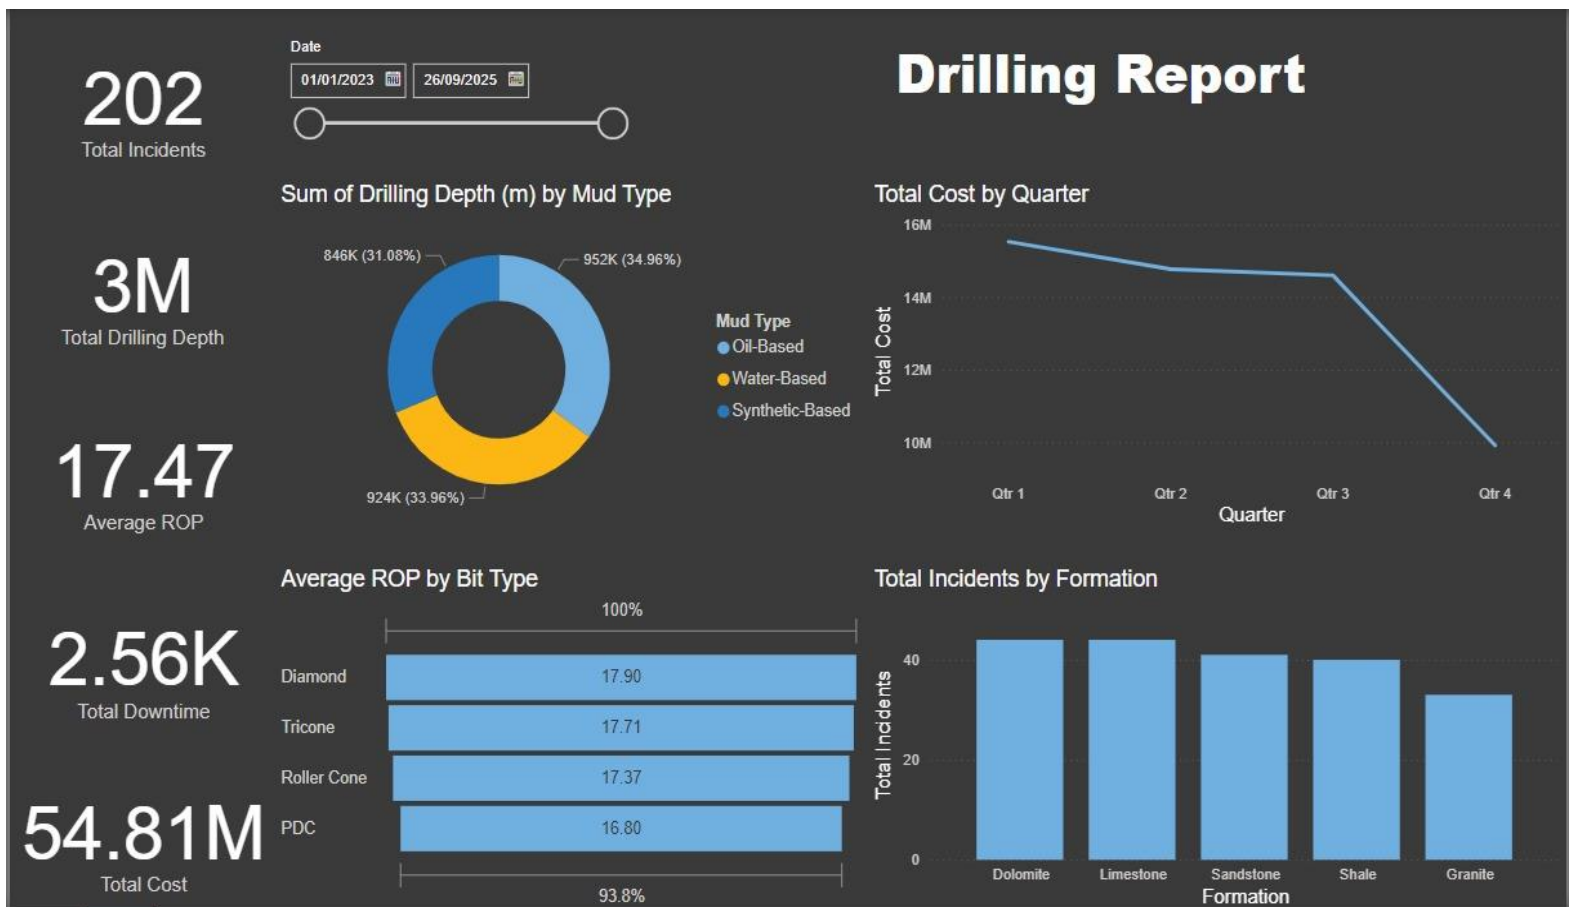 Drilling Report
Date
01/01/2023
26/09/2025
202
Total Incidents
3M
Total Drilling Depth
17.47
Average ROP
2.56K
Total Downtime
54.81M
Total Cost
Sum of Drilling Depth (m) by Mud Type
846K (31.08%)
952K (34.96%)
924K (33.96%)
Mud Type
Oil-Based
Water-Based
Synthetic-Based
Total Cost by Quarter
16M
14M
12M
10M
Total Cost
Qtr 1
Qtr 2
Qtr 3
Qtr 4
Quarter
Average ROP by Bit Type
100%
Diamond 17.90
Tricone 17.71
Roller Cone 17.37
PDC 16.80
93.8%
Total Incidents by Formation
40
20
0
Total Incidents
Dolomite
Limestone
Sandstone
Shale
Granite
Formation